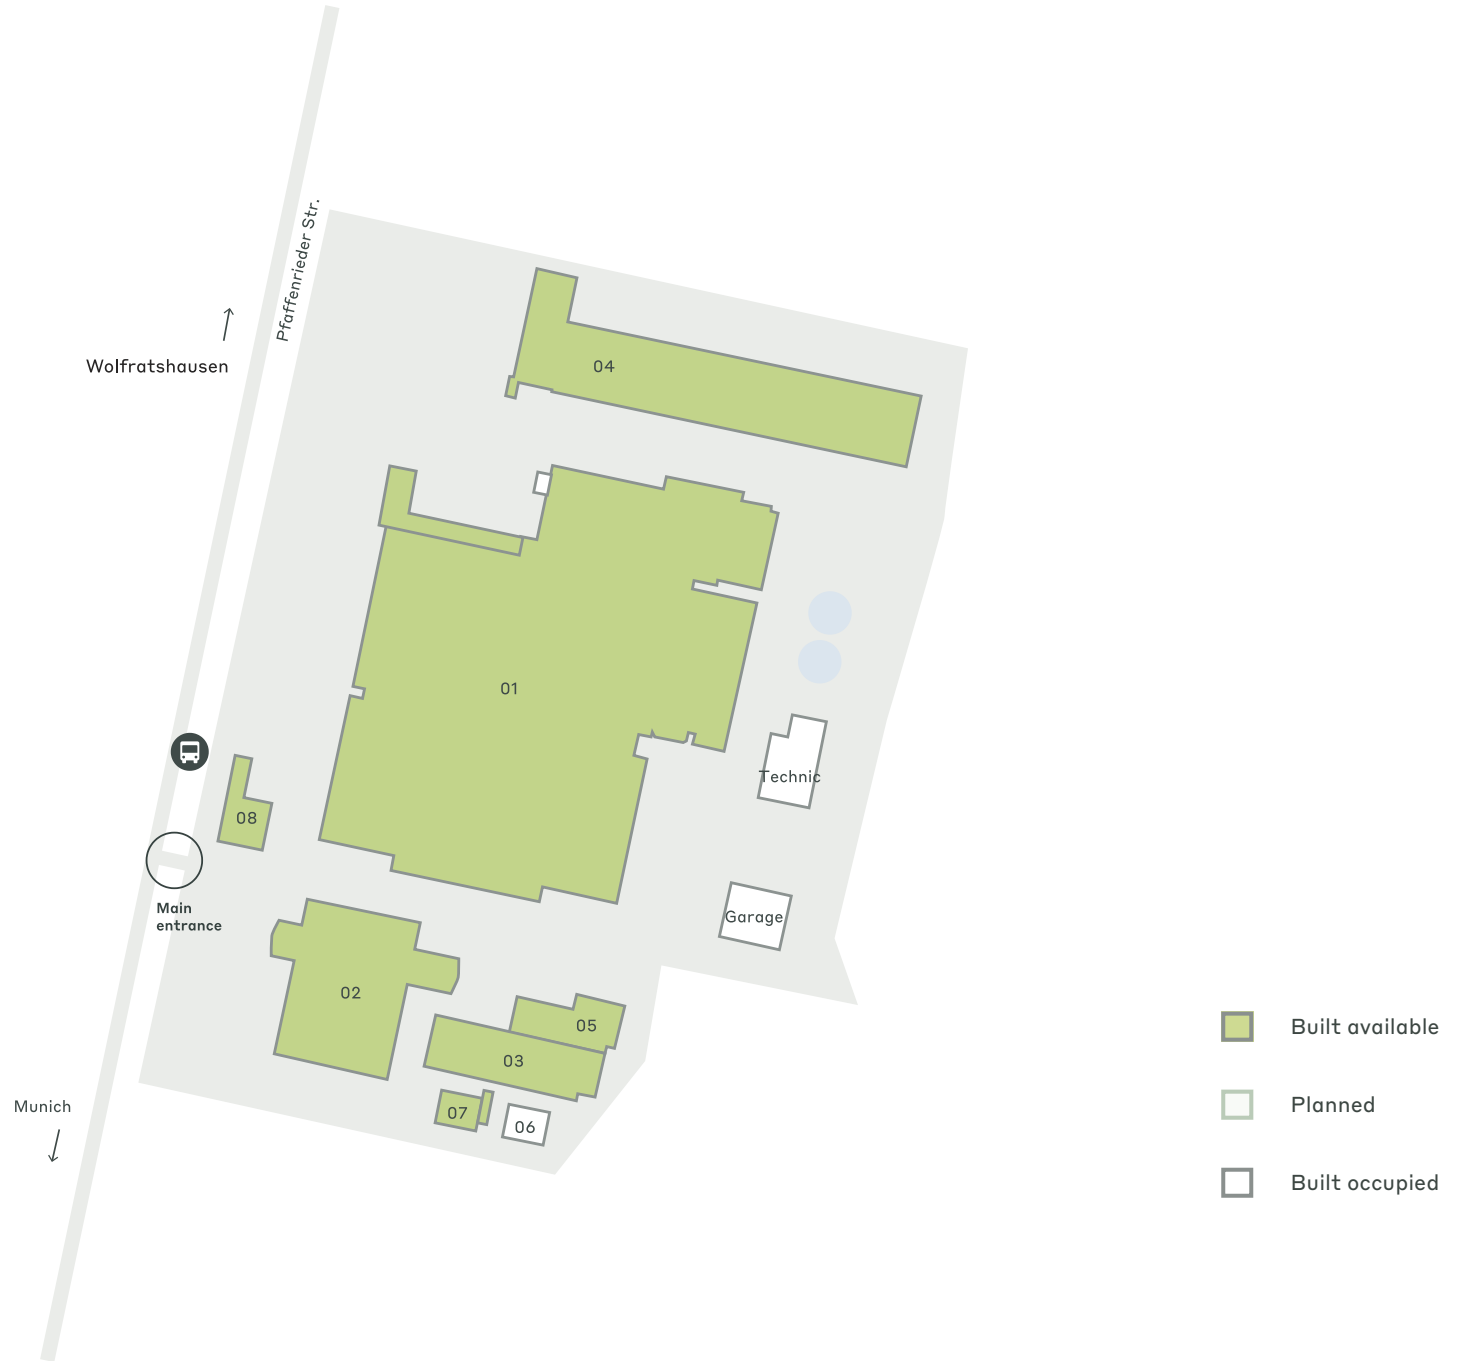 Pfaffenrieder Str.
Wolfratshausen
04
01
Technic
08
Main
entrance
Garage
02
05
03
07
06
Munich
Built available
Planned
Built occupied